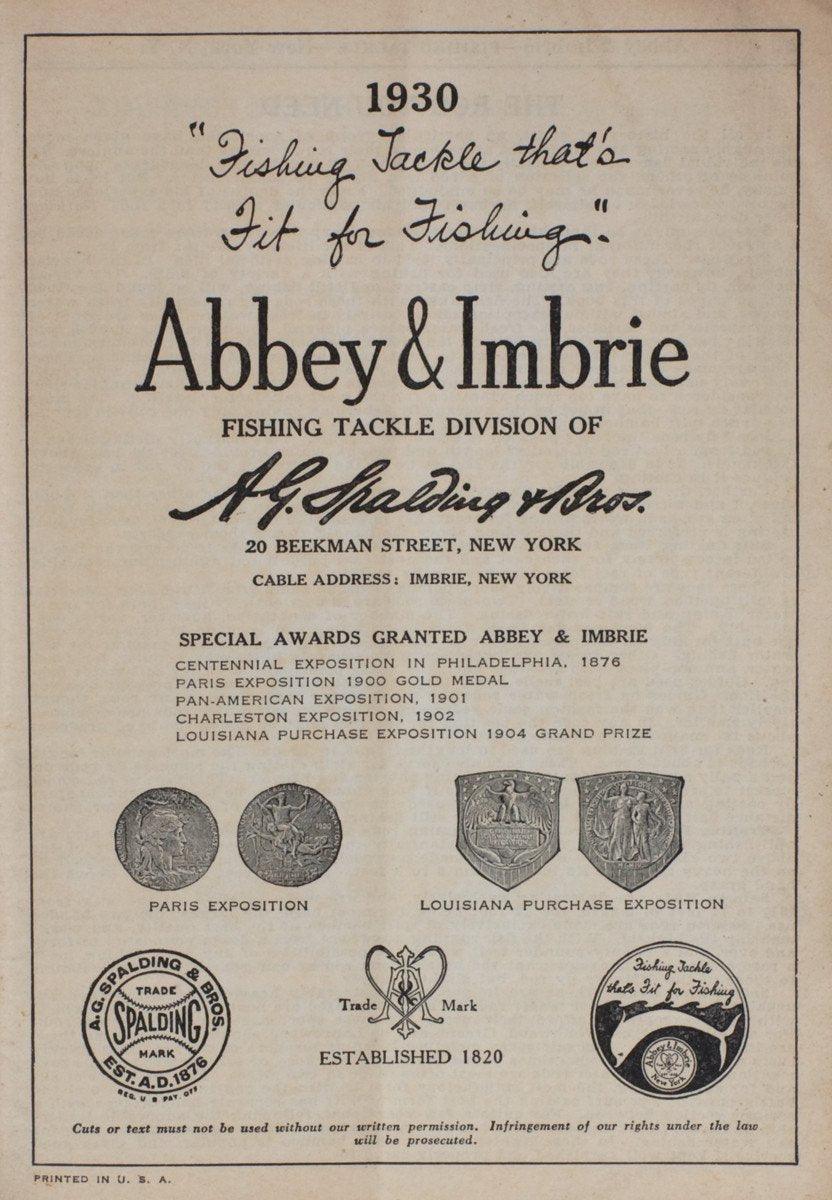 1930
"Fishing Tackle that's
Fit for Fishing".
Abbey & Imbrie
FISHING TACKLE DIVISION OF
A.G. Spalding & Bros.
20 BEEKMAN STREET, NEW YORK
CABLE ADDRESS: IMBRIE, NEW YORK
SPECIAL AWARDS GRANTED ABBEY & IMBRIE
CENTENNIAL EXPOSITION IN PHILADELPHIA, 1876
PARIS EXPOSITION 1900 GOLD MEDAL
PAN-AMERICAN EXPOSITION, 1901
CHARLESTON EXPOSITION, 1902
LOUISIANA PURCHASE EXPOSITION 1904 GRAND PRIZE
1900
PARIS EXPOSITION
LOUISIANA PURCHASE EXPOSITION
A.G. SPALDING & BROS.
TRADE
SPALDING
MARK
EST. A.D. 1876
REG. U S PAT. OFF.
Trade Mark
ESTABLISHED 1820
Fishing Tackle
that's Fit for Fishing
Abbey & Imbrie
New York
Cuts or text must not be used without our written permission. Infringement of our rights under the law
will be prosecuted.
PRINTED IN U. S. A.